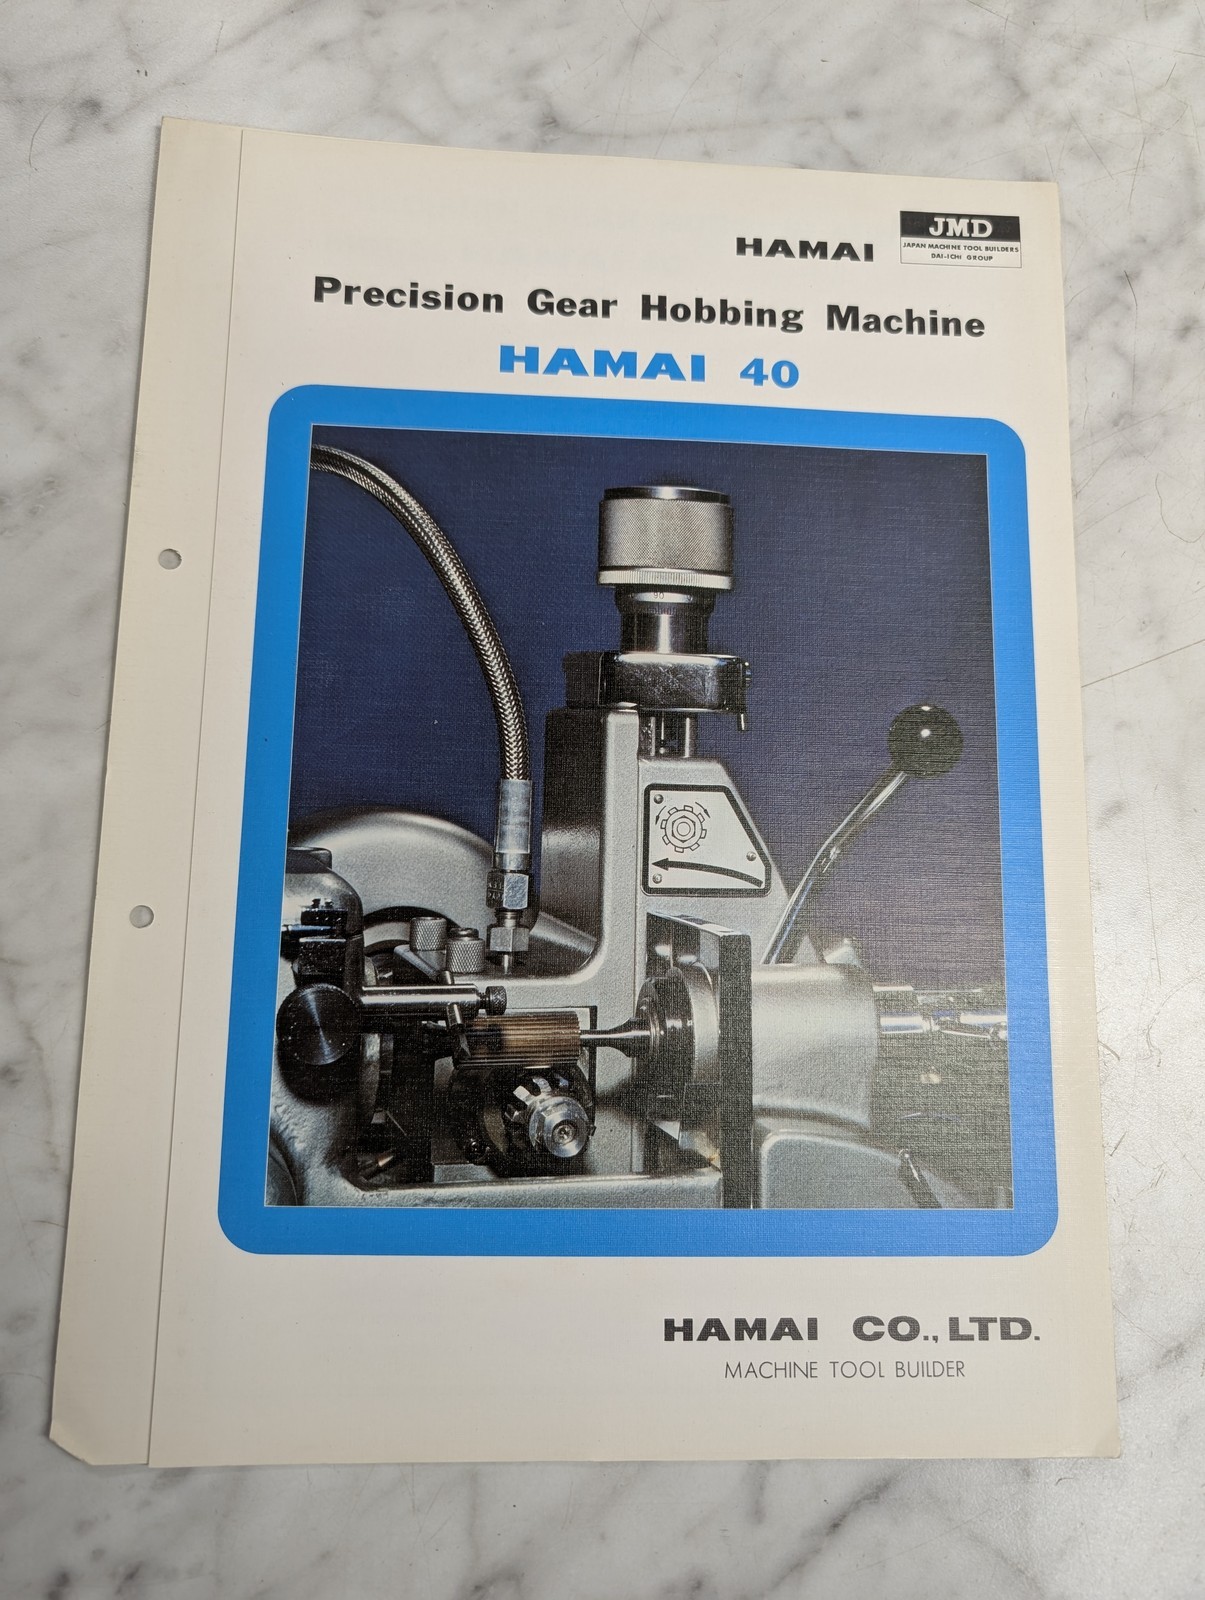 HAMAI
JMD
JAPAN MACHINE TOOL BUILDERS
DAI-ICHI GROUP
Precision Gear Hobbing Machine
HAMAI 40
90
HAMAI CO., LTD.
MACHINE TOOL BUILDER